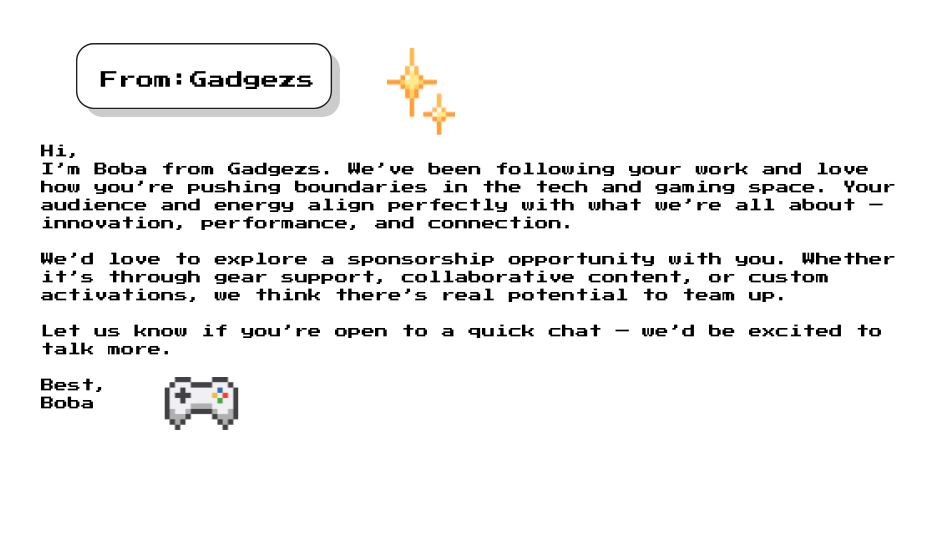 From:Gadgezs
Hi,
I'm Boba from Gadgezs. We've been following your work and love
how you're pushing boundaries in the tech and gaming space. Your
audience and energy align perfectly with what we're all about —
innovation, performance, and connection.
We'd love to explore a sponsorship opportunity with you. Whether
it's through gear support, collaborative content, or custom
activations, we think there's real potential to team up.
Let us know if you're open to a quick chat — we'd be excited to
talk more.
Best,
Boba